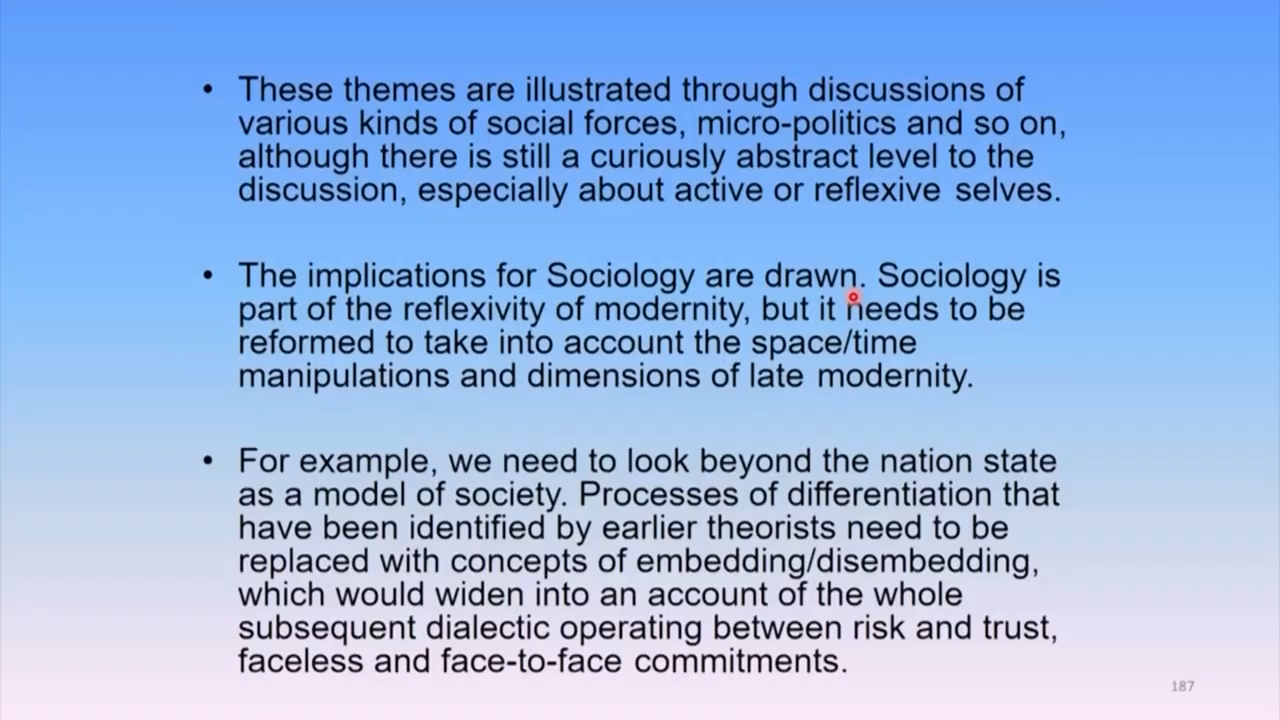 • These themes are illustrated through discussions of
various kinds of social forces, micro-politics and so on,
although there is still a curiously abstract level to the
discussion, especially about active or reflexive selves.
• The implications for Sociology are drawn. Sociology is
part of the reflexivity of modernity, but it needs to be
reformed to take into account the space/time
manipulations and dimensions of late modernity.
• For example, we need to look beyond the nation state
as a model of society. Processes of differentiation that
have been identified by earlier theorists need to be
replaced with concepts of embedding/disembedding,
which would widen into an account of the whole
subsequent dialectic operating between risk and trust,
faceless and face-to-face commitments.
187